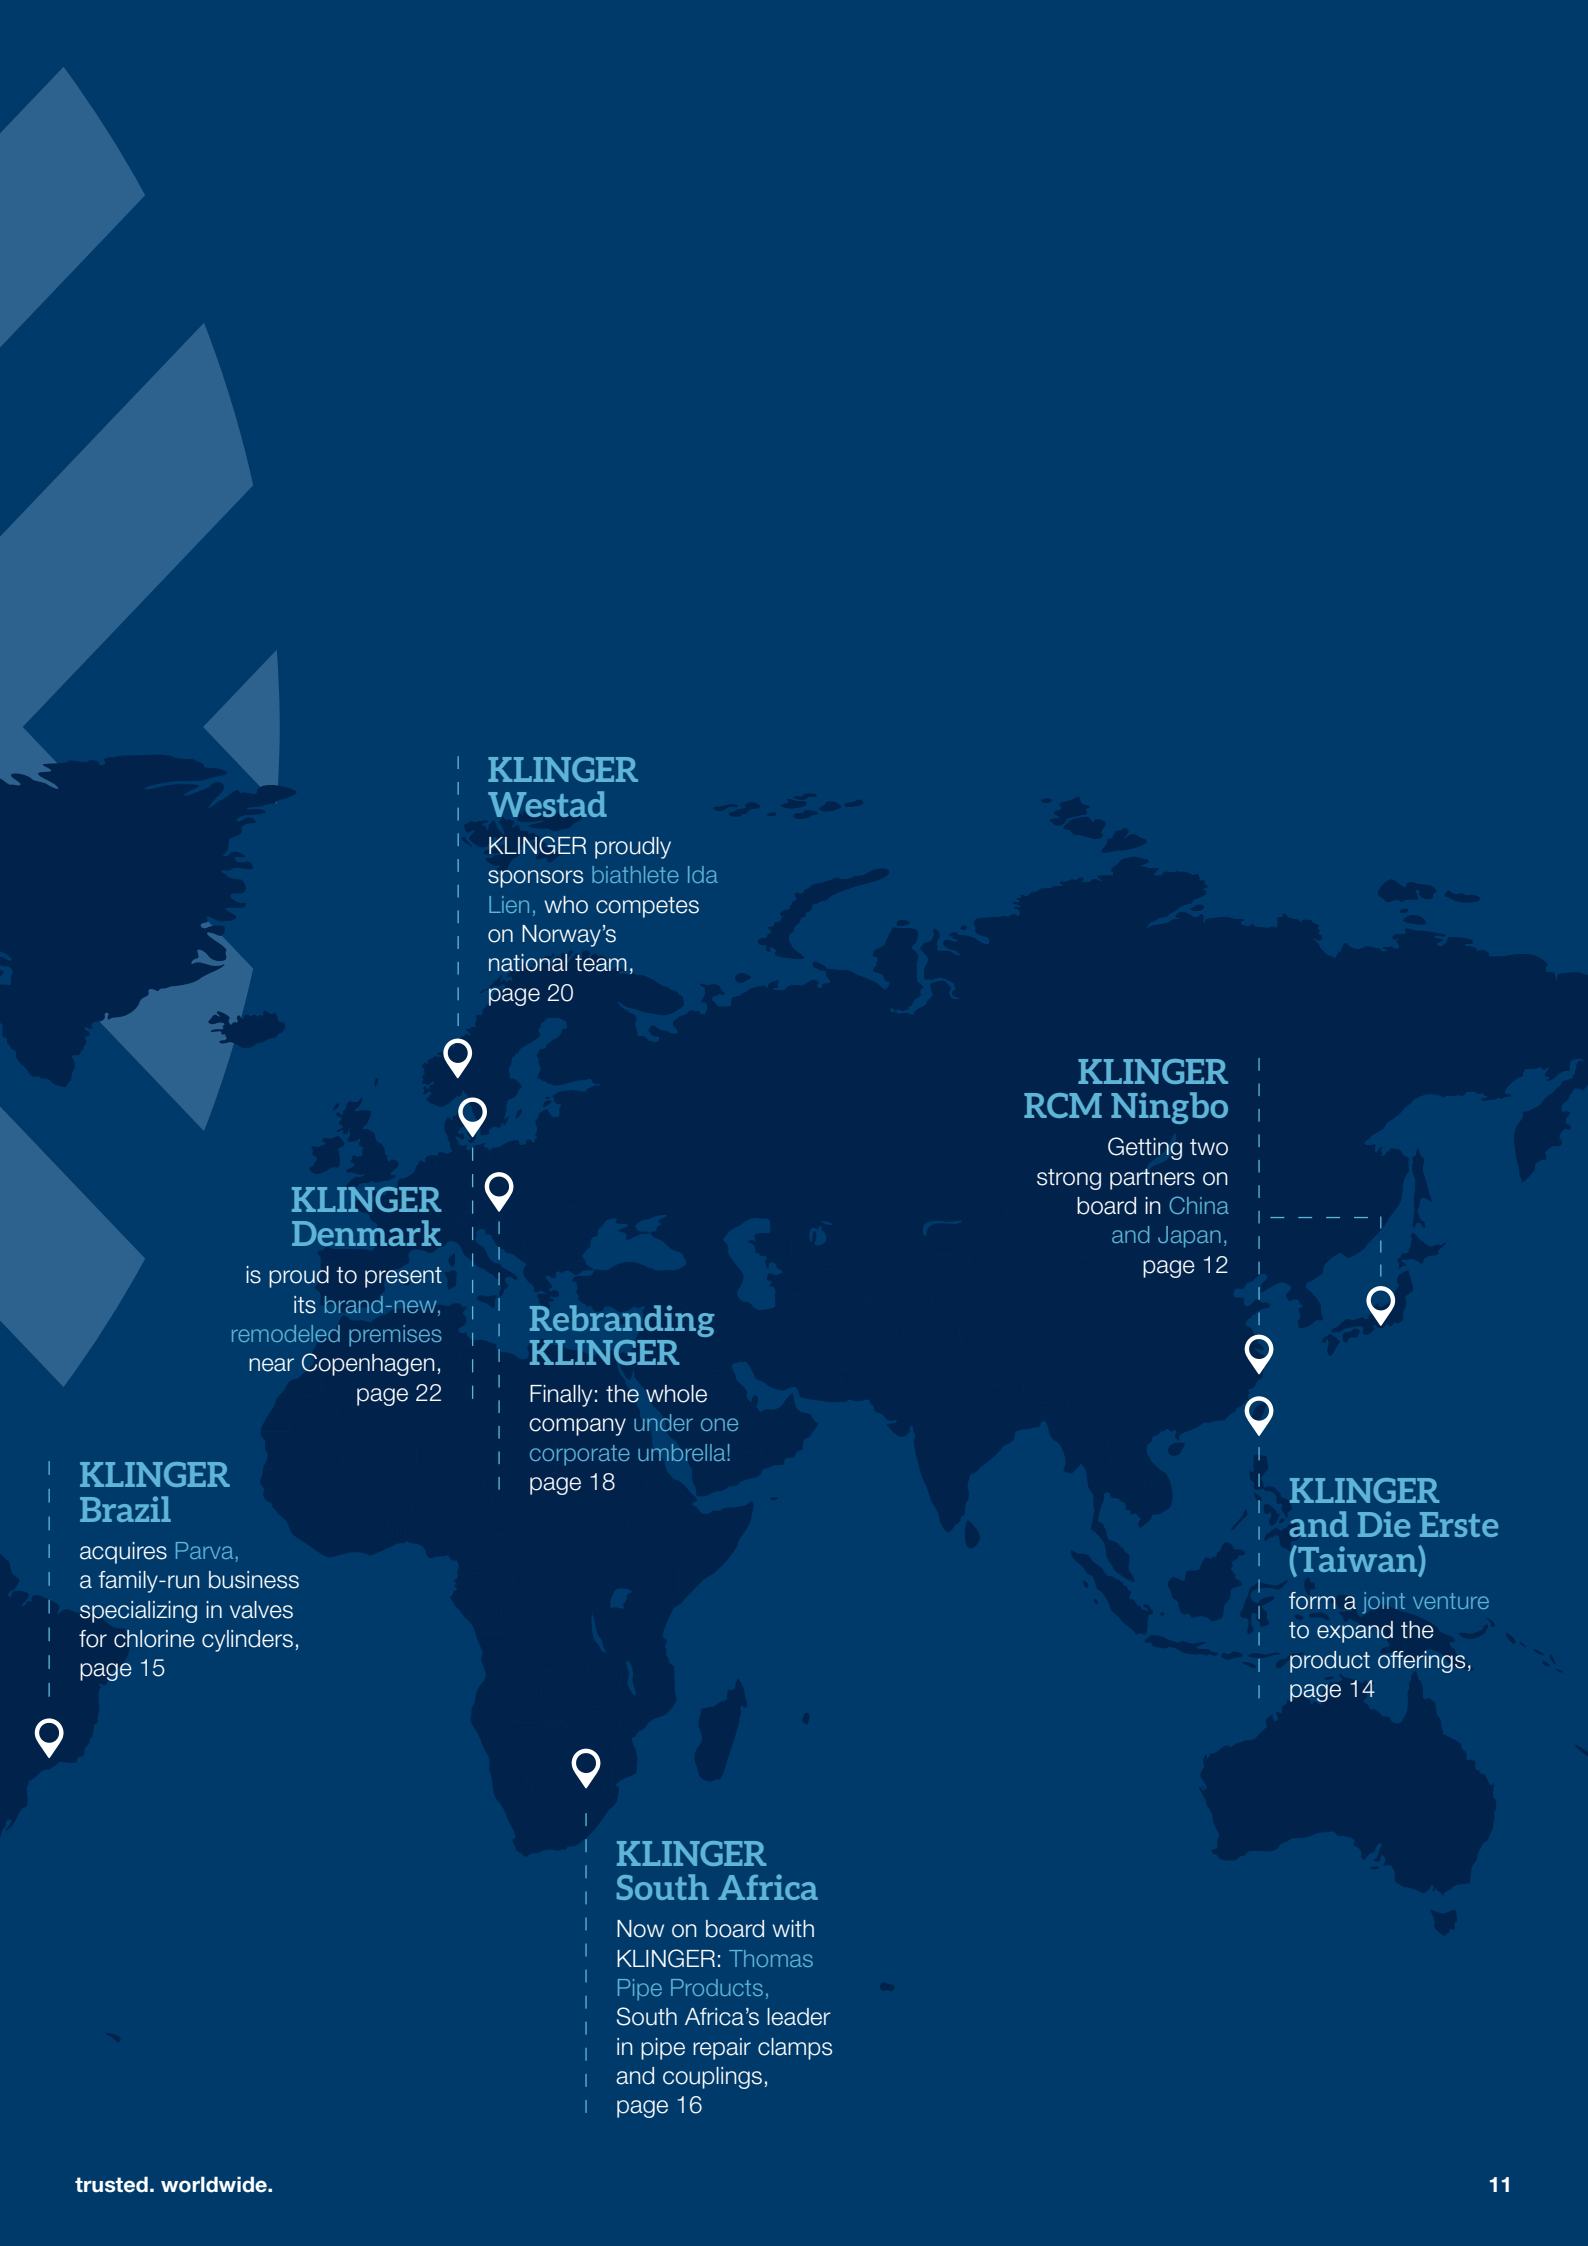 KLINGER
Westad
KLINGER proudly
sponsors biathlete Ida
Lien, who competes
on Norway’s
national team,
page 20
KLINGER
RCM Ningbo
Getting two
strong partners on
board in China
and Japan,
page 12
KLINGER
Denmark
is proud to present
its brand-new,
remodeled premises
near Copenhagen,
page 22
Rebranding
KLINGER
Finally: the whole
company under one
corporate umbrella!
page 18
KLINGER
Brazil
acquires Parva,
a family-run business
specializing in valves
for chlorine cylinders,
page 15
KLINGER
and Die Erste
(Taiwan)
form a joint venture
to expand the
product offerings,
page 14
KLINGER
South Africa
Now on board with
KLINGER: Thomas
Pipe Products,
South Africa’s leader
in pipe repair clamps
and couplings,
page 16
trusted. worldwide.
11